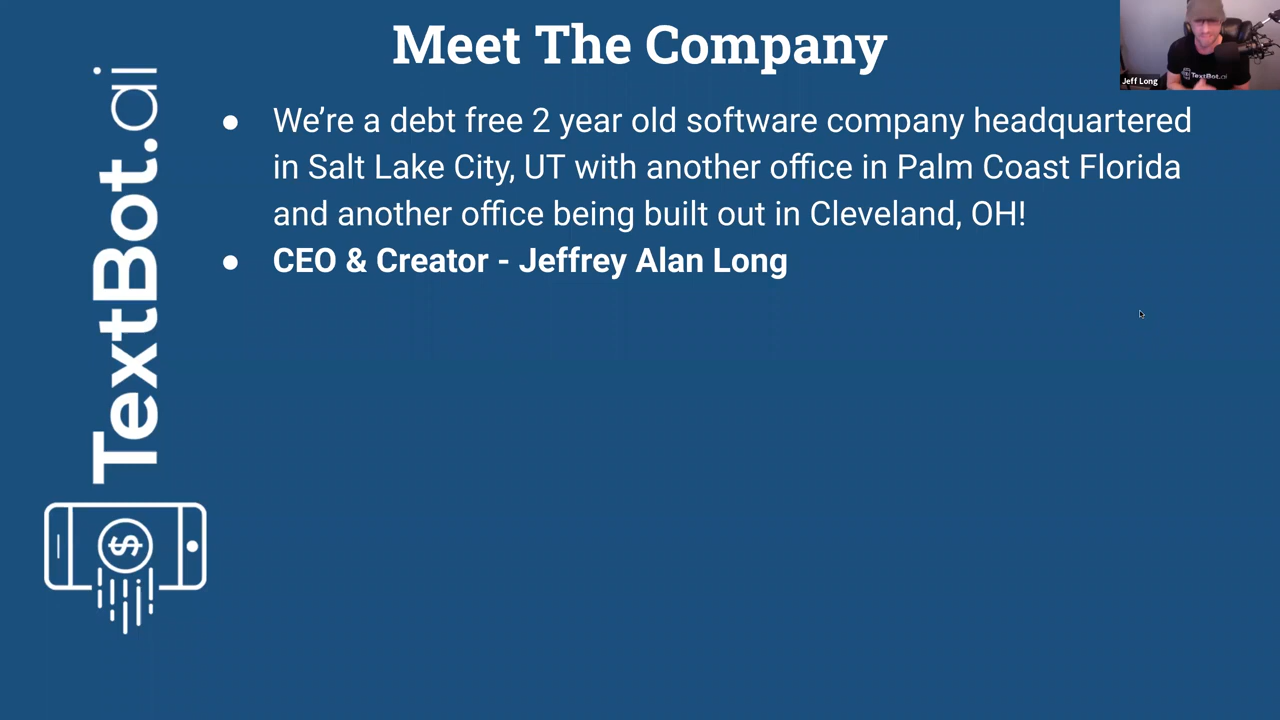 Meet The Company
Jeff Long
TextBot.ai
TextBot.ai
● We’re a debt free 2 year old software company headquartered
in Salt Lake City, UT with another office in Palm Coast Florida
and another office being built out in Cleveland, OH!
● CEO & Creator - Jeffrey Alan Long
$